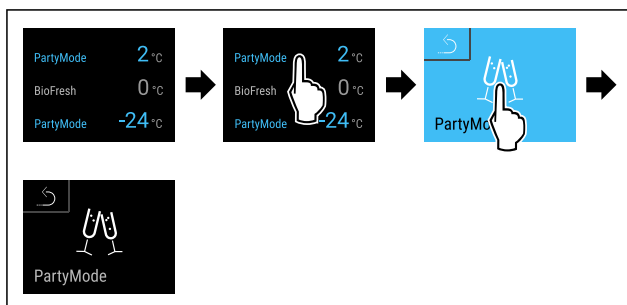 PartyMode 2 °C
BioFresh 0 °C
PartyMode -24 °C
PartyMode 2 °C
BioFresh 0 °C
PartyMode -24 °C
PartyMo
PartyMode